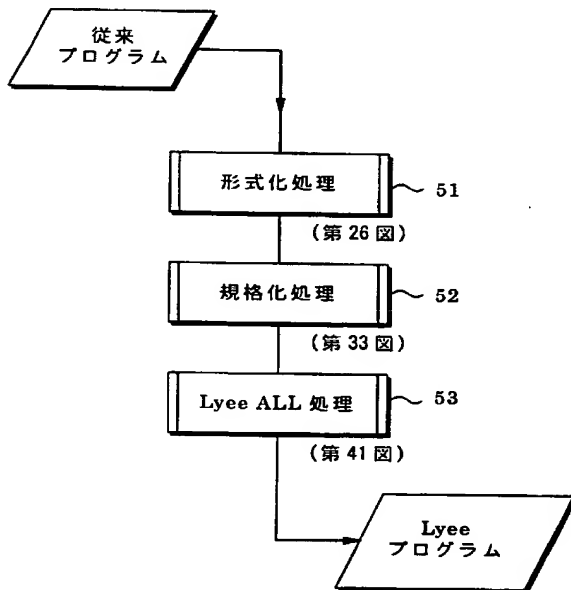 従来
プログラム
形式化処理
51
(第26図)
規格化処理
52
(第33図)
Lyee ALL 処理
53
(第41図)
Lyee
プログラム